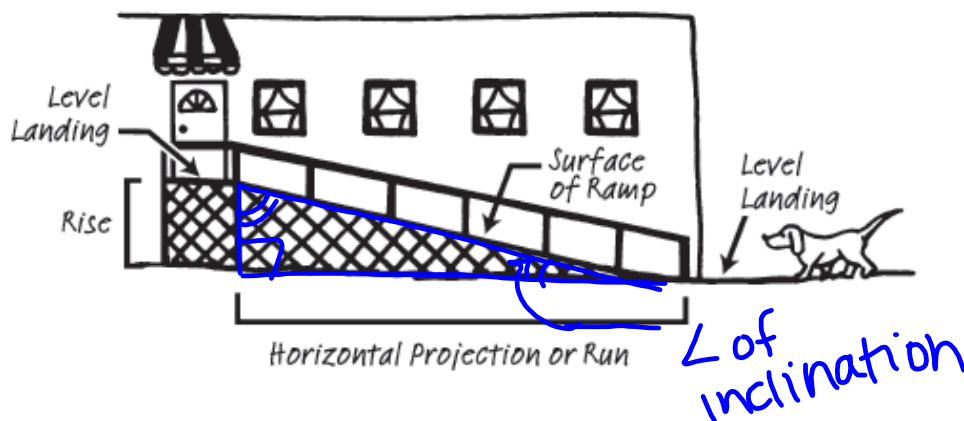 Level
Landing
Rise
Surface
of Ramp
Level
Landing
Horizontal Projection or Run
∠ of
inclination